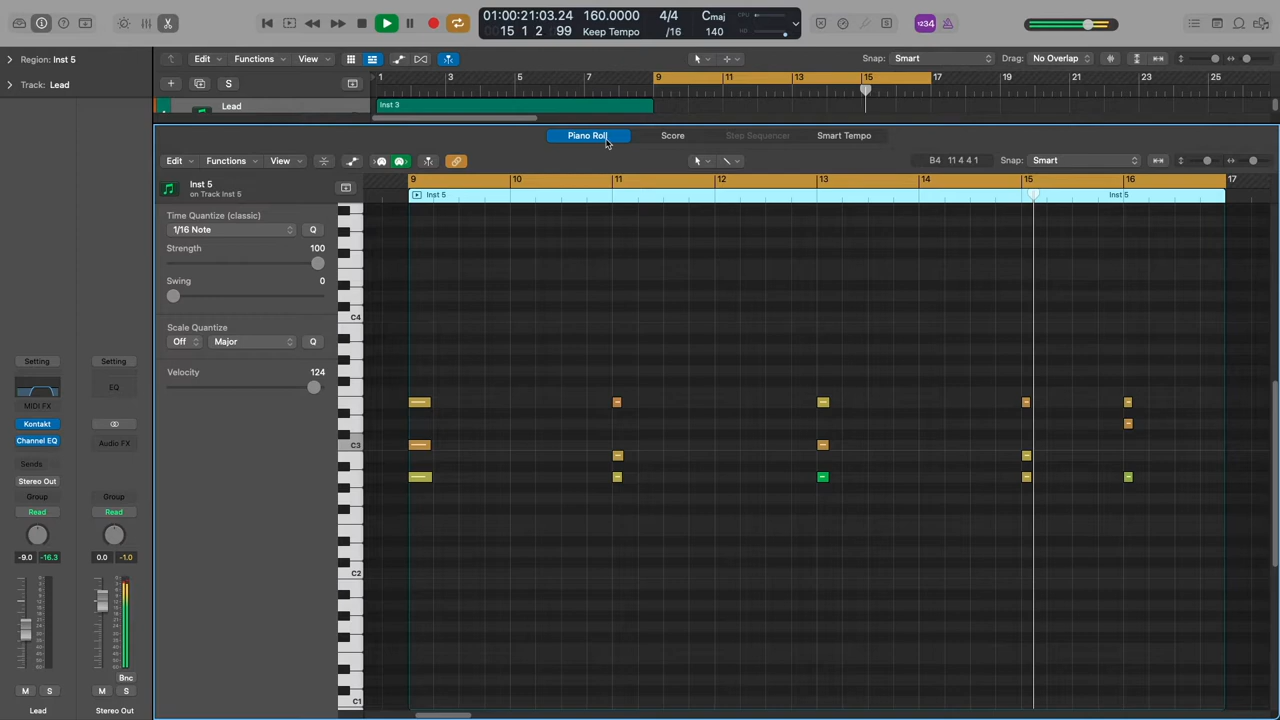 01:00:21:03.24 160.0000 4/4 Cmaj CPU
15 1 2 99 Keep Tempo /16 140 HD
1234
Region: Inst 5
Edit Functions View Snap: Smart Drag: No Overlap
Track: Lead
S
1 3 5 7 9 11 13 15 17 19 21 23 25
Lead
Inst 3
Piano Roll Score Step Sequencer Smart Tempo
Edit Functions View B4 11 4 4 1 Snap: Smart
9 10 11 12 13 14 15 16 17
Inst 5
on Track Inst 5
Inst 5 Inst 5
Time Quantize (classic)
1/16 Note Q
Strength 100
Swing 0
Scale Quantize
Off Major Q
Velocity 124
C4
C3
C2
C1
Setting Setting
EQ
MIDI FX
Kontakt
Channel EQ Audio FX
Sends
Stereo Out
Group Group
Read Read
-9.0 -16.3 0.0 -1.0
Bnc
M S M S
Lead Stereo Out